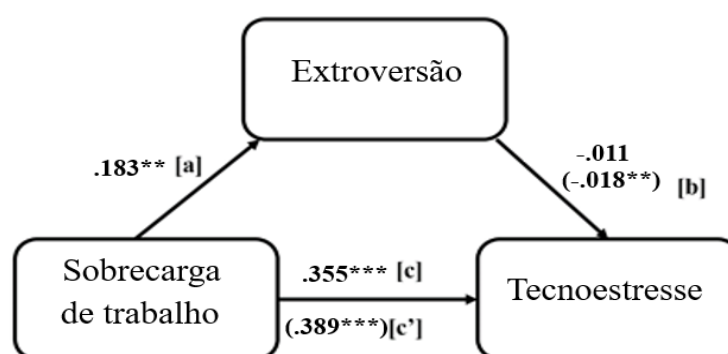 Extroversão
.183** [a]
-.011
(-.018**) [b]
Sobrecarga
de trabalho
.355*** [c]
(.389***)[c']
Tecnoestresse